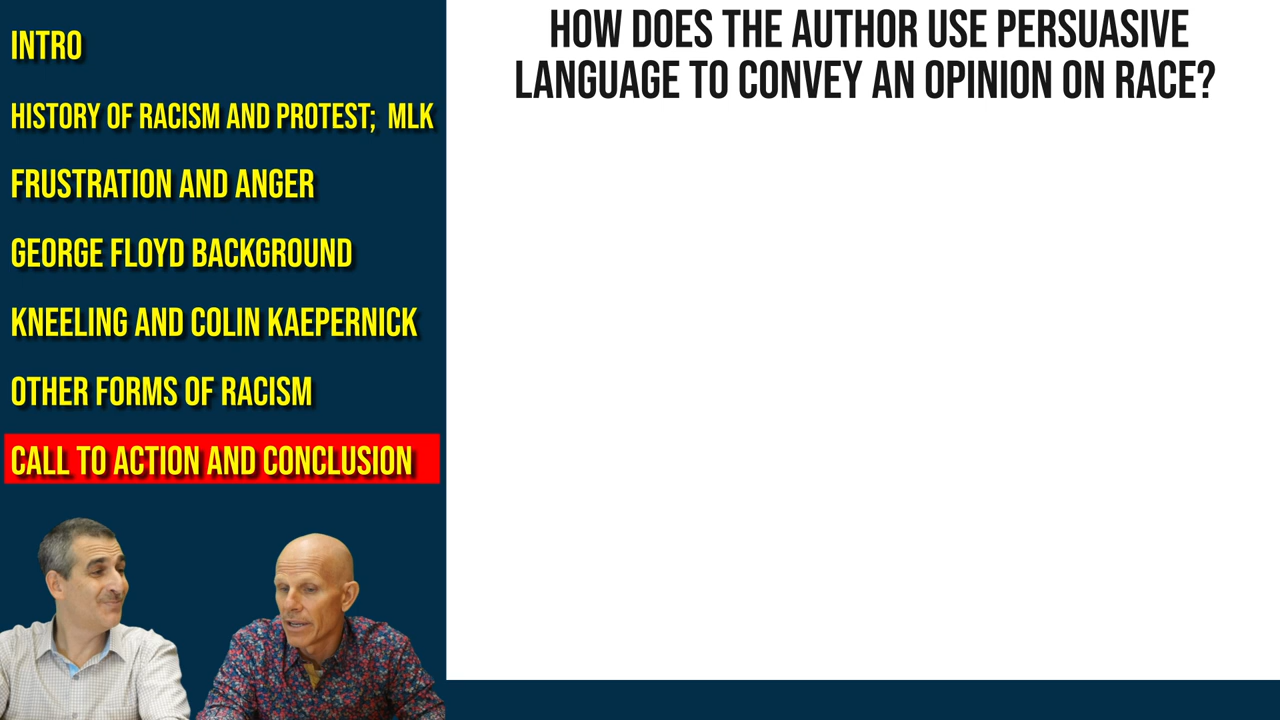 INTRO
HISTORY OF RACISM AND PROTEST; MLK
FRUSTRATION AND ANGER
GEORGE FLOYD BACKGROUND
KNEELING AND COLIN KAEPERNICK
OTHER FORMS OF RACISM
CALL TO ACTION AND CONCLUSION
HOW DOES THE AUTHOR USE PERSUASIVE
LANGUAGE TO CONVEY AN OPINION ON RACE?